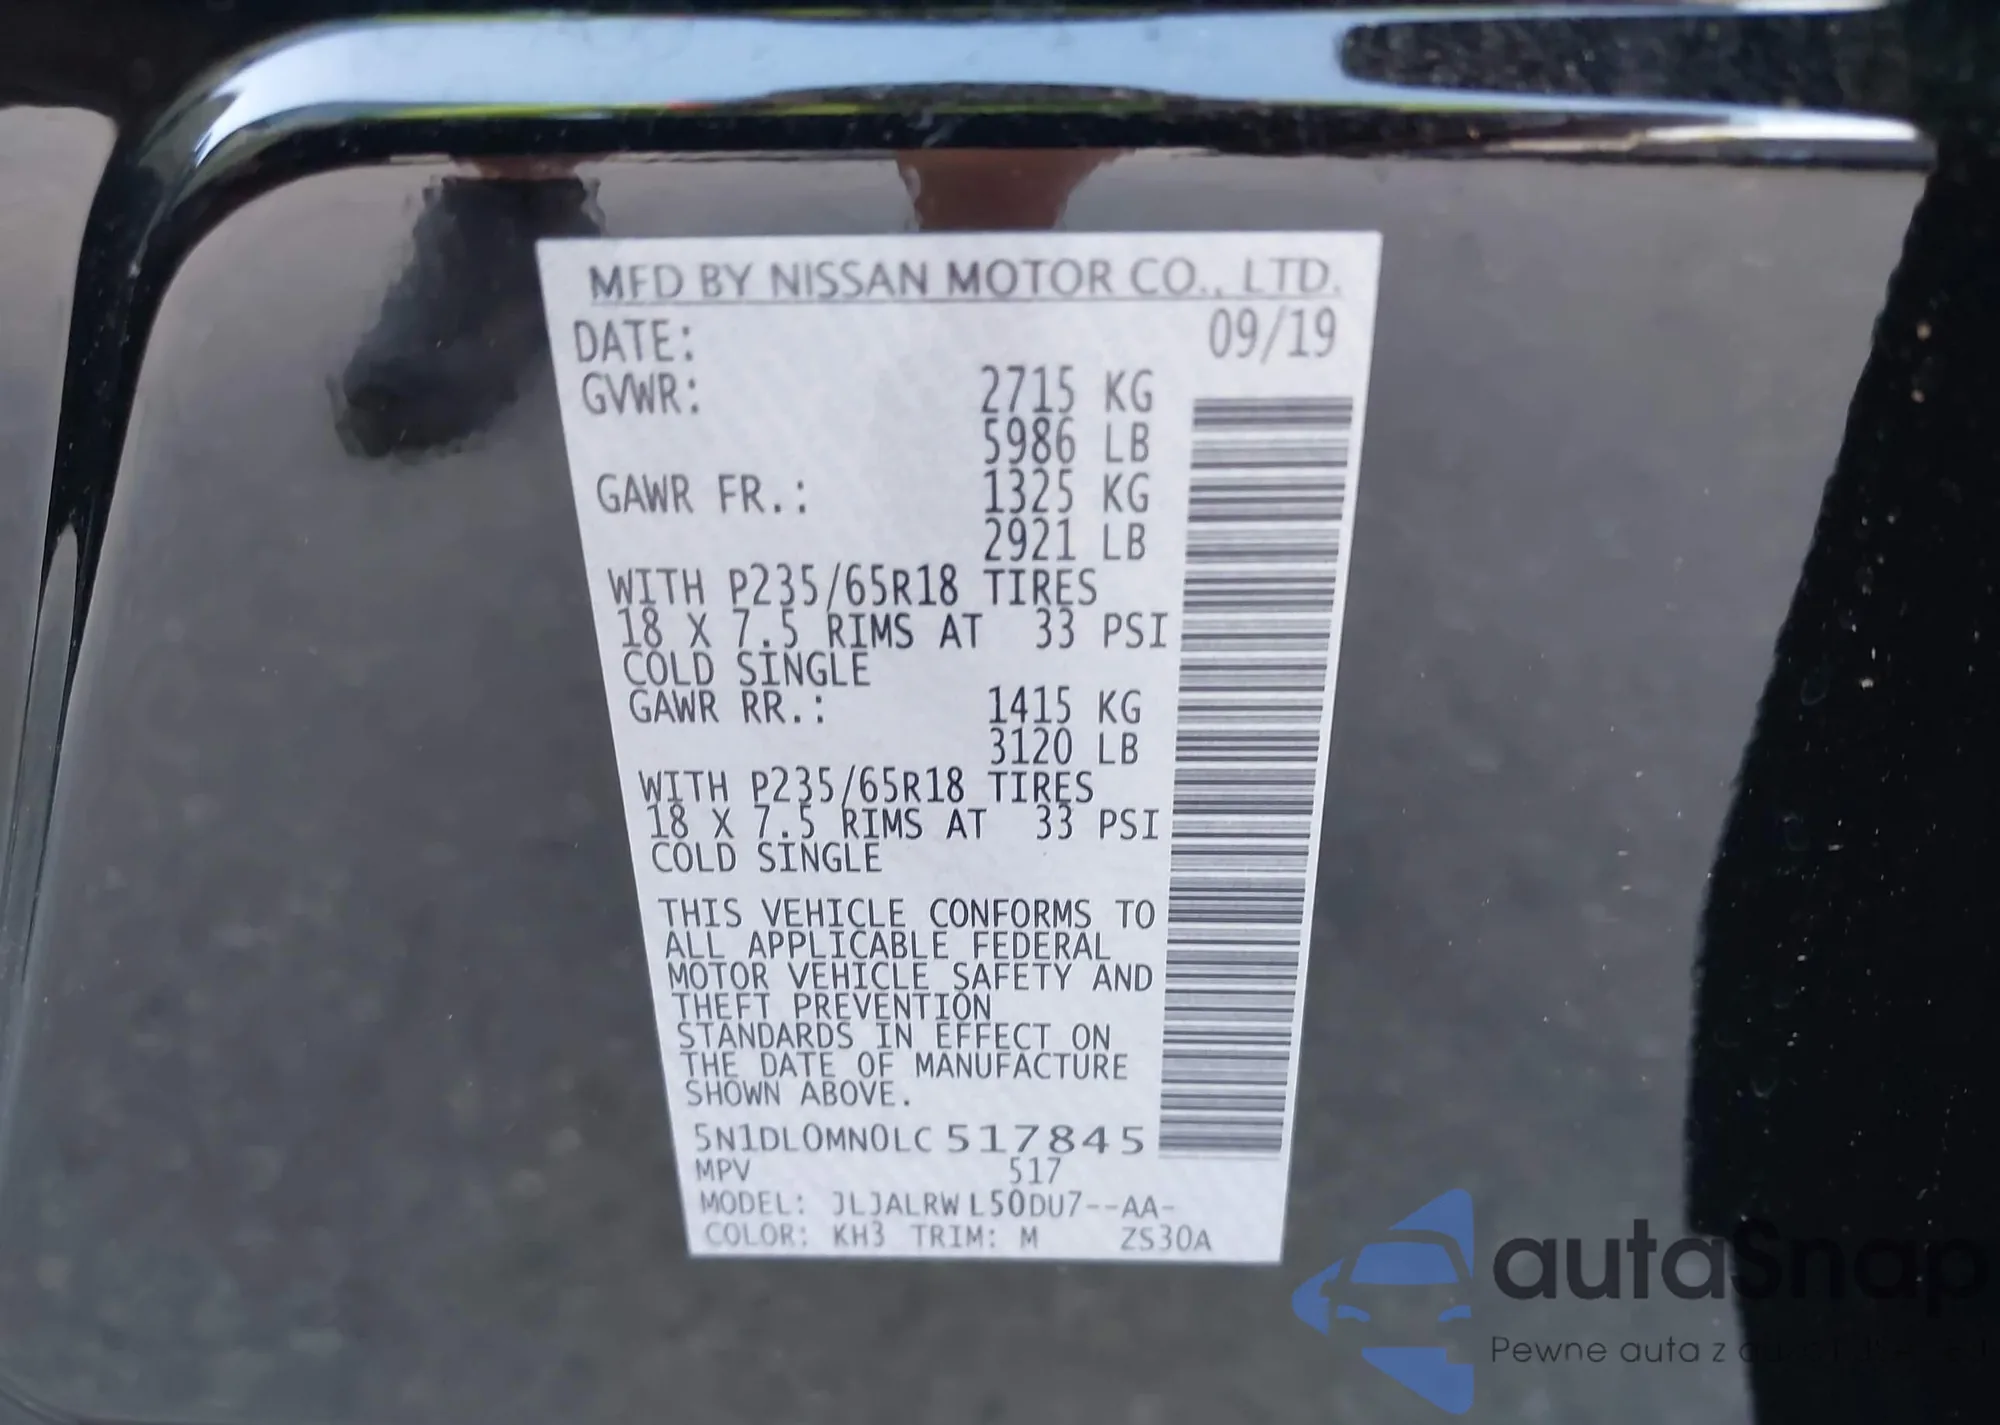 MFD BY NISSAN MOTOR CO., LTD.
DATE: 09/19
GVWR: 2715 KG
5986 LB
GAWR FR.: 1325 KG
2921 LB
WITH P235/65R18 TIRES
18 X 7.5 RIMS AT 33 PSI
COLD SINGLE
GAWR RR.: 1415 KG
3120 LB
WITH P235/65R18 TIRES
18 X 7.5 RIMS AT 33 PSI
COLD SINGLE
THIS VEHICLE CONFORMS TO
ALL APPLICABLE FEDERAL
MOTOR VEHICLE SAFETY AND
THEFT PREVENTION
STANDARDS IN EFFECT ON
THE DATE OF MANUFACTURE
SHOWN ABOVE.
5N1DL0MN0LC517845
MPV 517
MODEL: JLJALRW L50DU7--AA-
COLOR: KH3 TRIM: M ZS30A
autaSnap
Pewne auta z